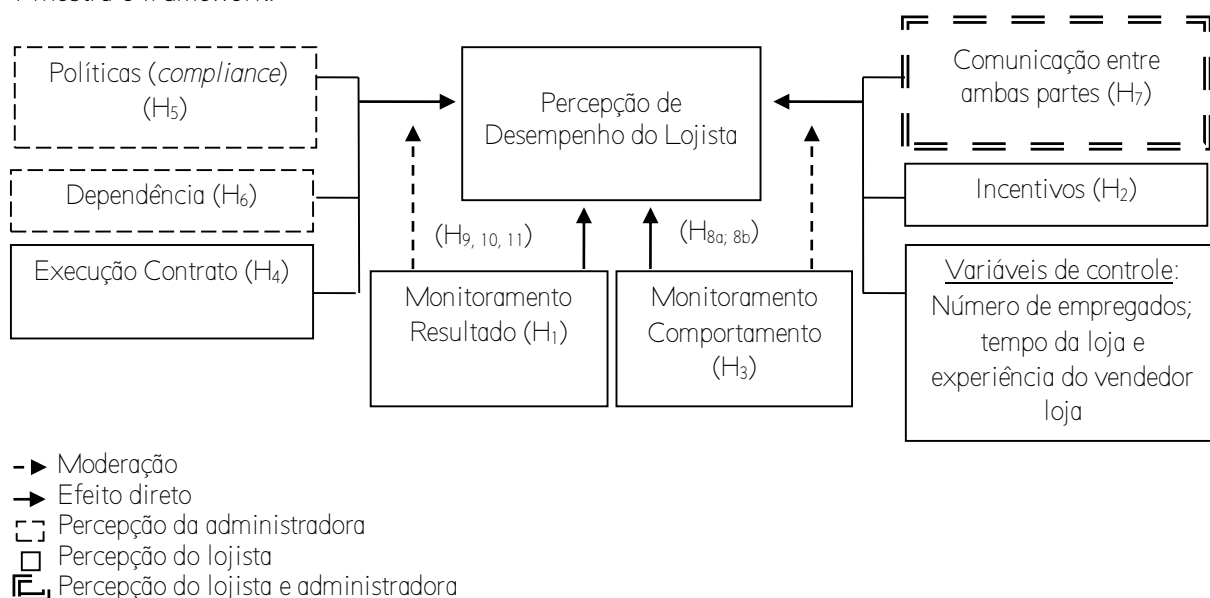 Políticas (compliance)
(H5)
Dependência (H6)
Execução Contrato (H4)
Percepção de
Desempenho do Lojista
(H9, 10, 11)
(H8a; 8b)
Monitoramento
Resultado (H1)
Monitoramento
Comportamento
(H3)
Comunicação entre
ambas partes (H7)
Incentivos (H2)
Variáveis de controle:
Número de empregados;
tempo da loja e
experiência do vendedor
loja
Moderação
Efeito direto
Percepção da administradora
Percepção do lojista
Percepção do lojista e administradora